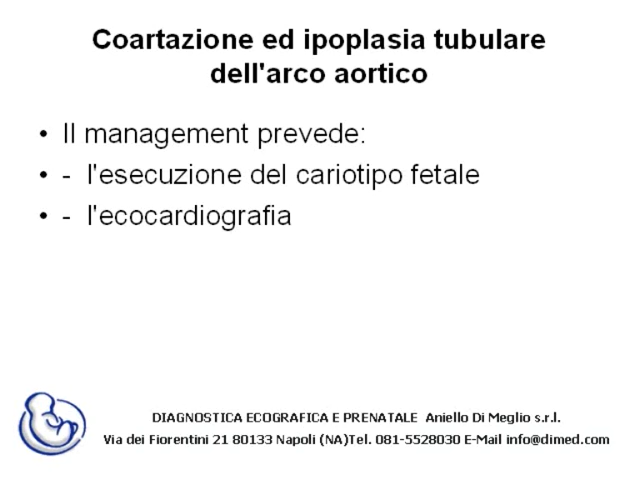 Coartazione ed ipoplasia tubulare
dell'arco aortico
• Il management prevede:
• - l'esecuzione del cariotipo fetale
• - l'ecocardiografia
DIAGNOSTICA ECOGRAFICA E PRENATALE Aniello Di Meglio s.r.l.
Via dei Fiorentini 21 80133 Napoli (NA)Tel. 081-5528030 E-Mail info@dimed.com